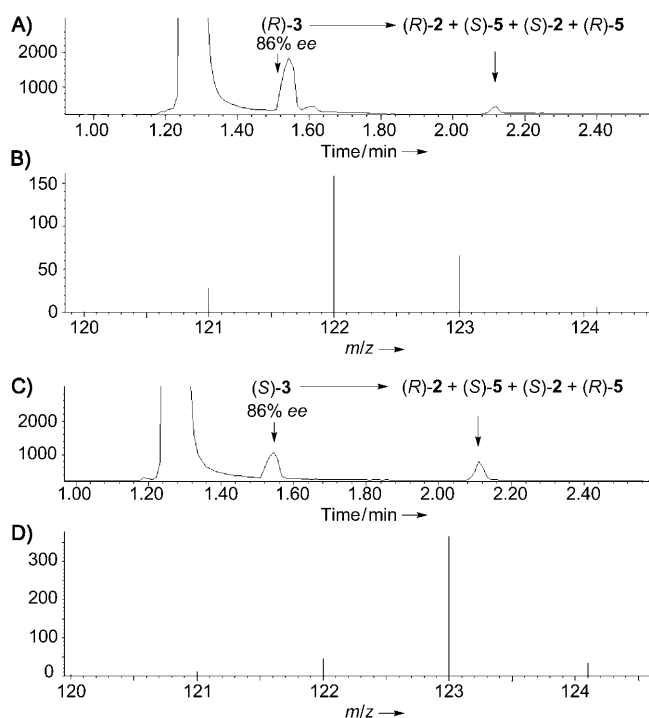 A)
(R)-3 → (R)-2 + (S)-5 + (S)-2 + (R)-5
86% ee
2000
1000
1.00 1.20 1.40 1.60 1.80 2.00 2.20 2.40
Time/min →
B)
150
100
50
0
120 121 122 123 124
m/z →
C)
(S)-3 → (R)-2 + (S)-5 + (S)-2 + (R)-5
86% ee
2000
1000
1.00 1.20 1.40 1.60 1.80 2.00 2.20 2.40
Time/min →
D)
300
200
100
0
120 121 122 123 124
m/z →